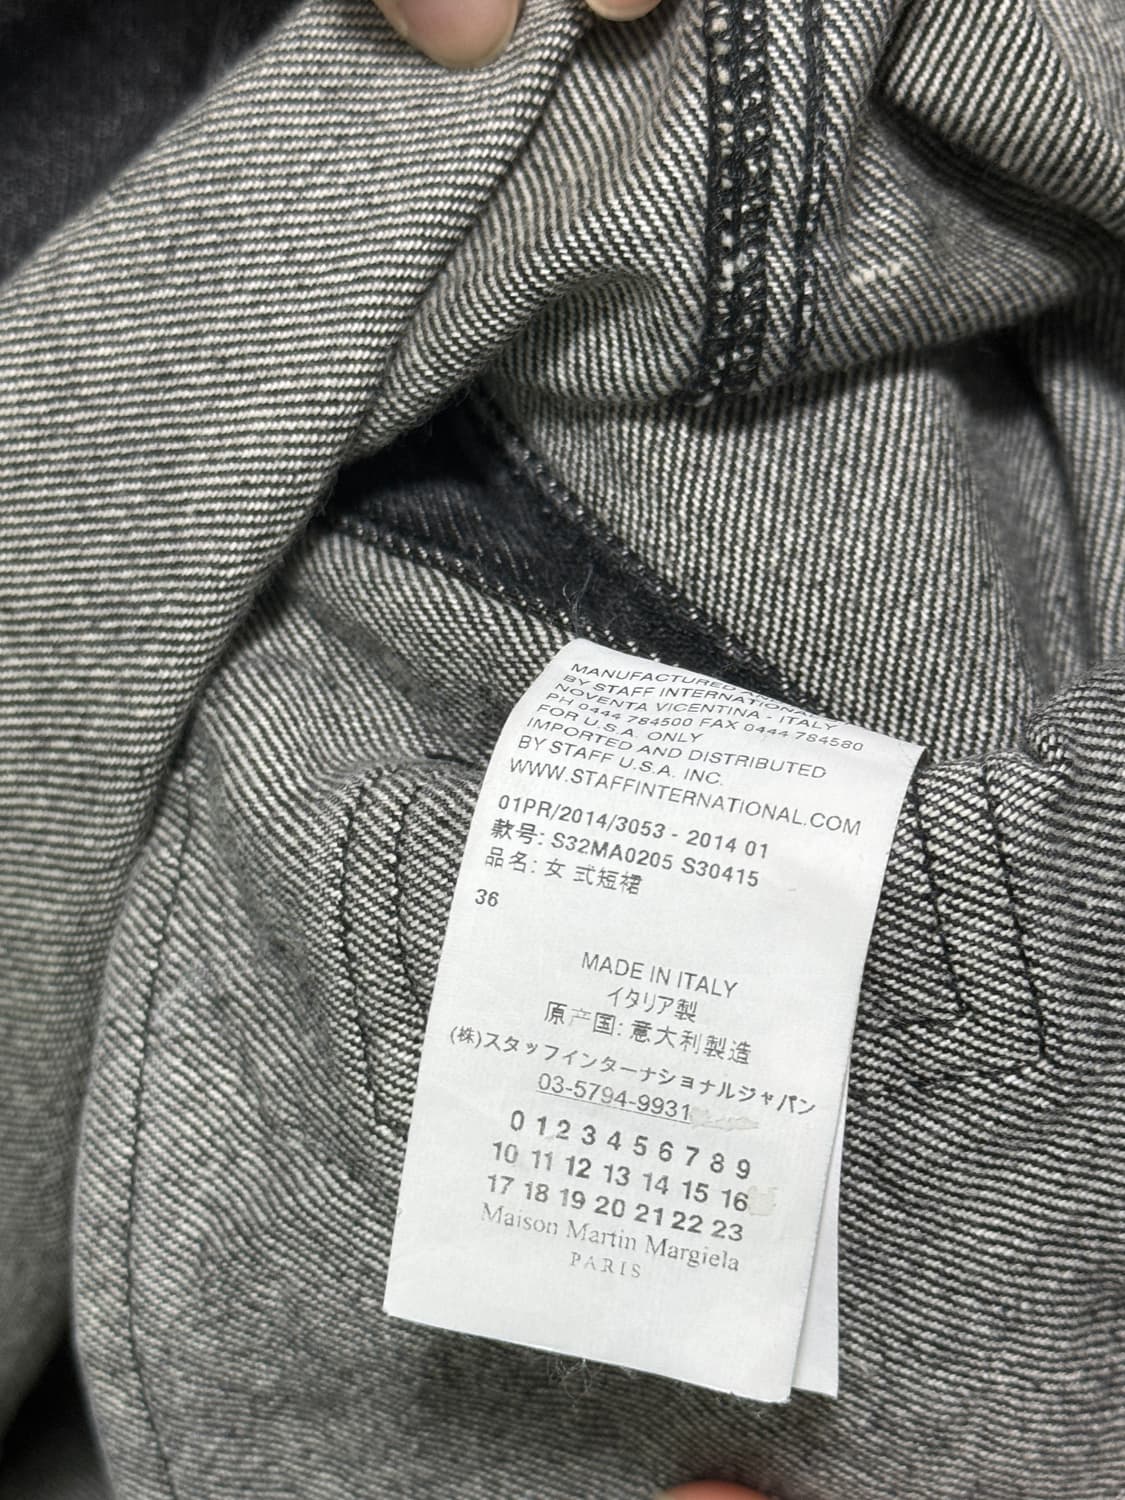 MANUFACTURED
BY STAFF INTERNATIONAL
NOVENTA VICENTINA - ITALY
PH 0444 784500 FAX 0444 784580
FOR U.S.A. ONLY
IMPORTED AND DISTRIBUTED
BY STAFF U.S.A. INC.
WWW.STAFFINTERNATIONAL.COM
01PR/2014/3053 - 2014 01
款号: S32MA0205 S30415
品名: 女 式短裙
36
MADE IN ITALY
イタリア製
原产国: 意大利製造
(株)スタッフインターナショナルジャパン
03-5794-9931
0 1 2 3 4 5 6 7 8 9
10 11 12 13 14 15 16
17 18 19 20 21 22 23
Maison Martin Margiela
PARIS